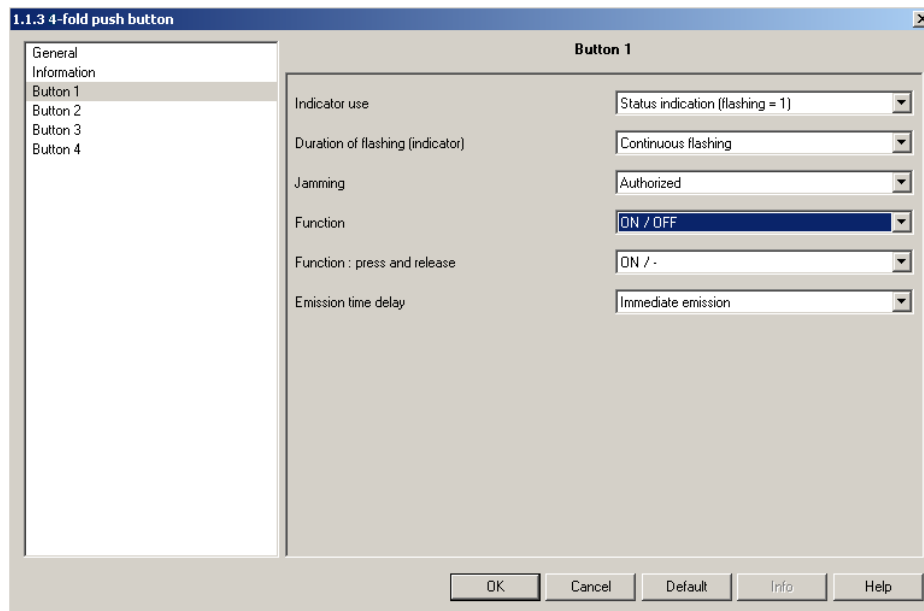 1.1.3 4-fold push button
General
Information
Button 1
Button 2
Button 3
Button 4
Button 1
Indicator use
Status indication (flashing = 1)
Duration of flashing (indicator)
Continuous flashing
Jamming
Authorized
Function
ON / OFF
Function : press and release
ON / -
Emission time delay
Immediate emission
OK
Cancel
Default
Info
Help